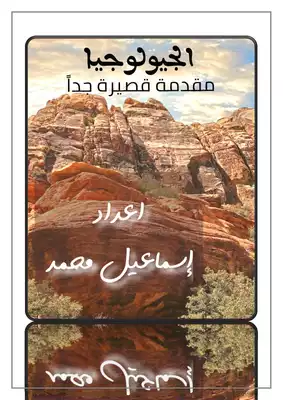 الجيولوجيا
مقدمة قصيرة جداً
اعداد
إسماعيل محمد